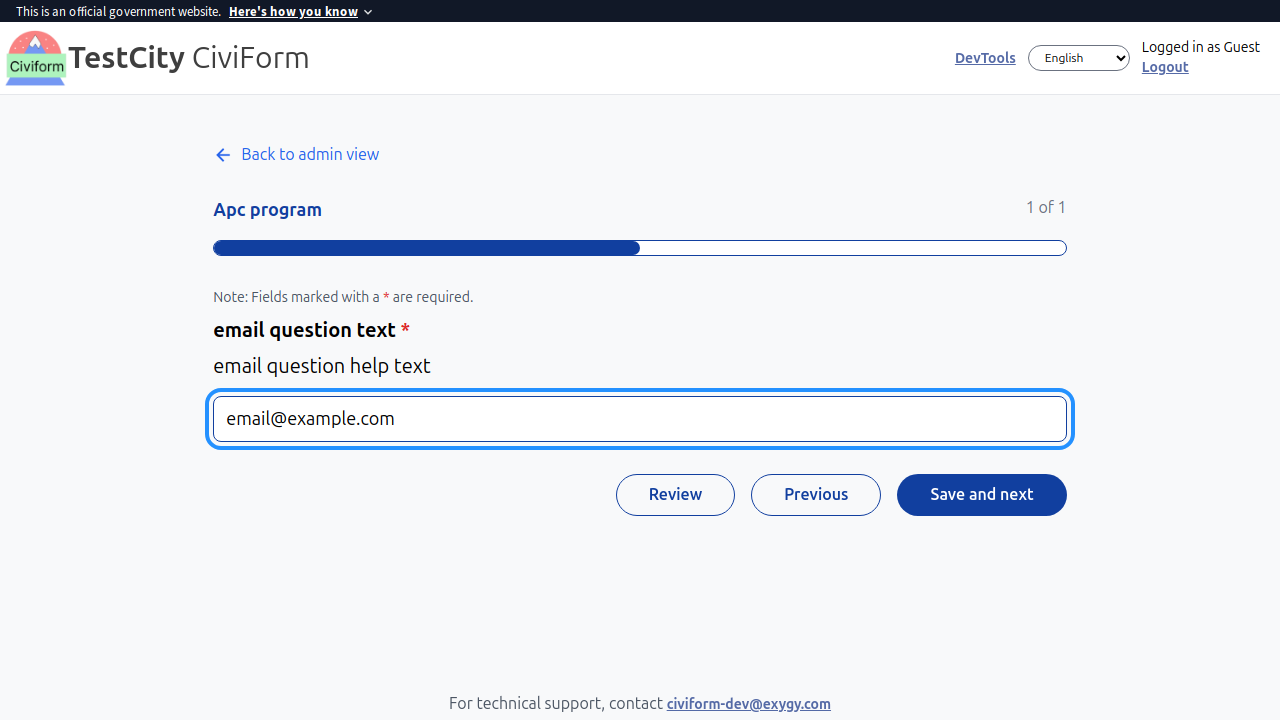 This is an official government website. Here's how you know
Civiform
TestCity CiviForm
DevTools
English
Logged in as Guest
Logout
Back to admin view
Apc program
1 of 1
Note: Fields marked with a * are required.
email question text *
email question help text
email@example.com
Review
Previous
Save and next
For technical support, contact civiform-dev@exygy.com